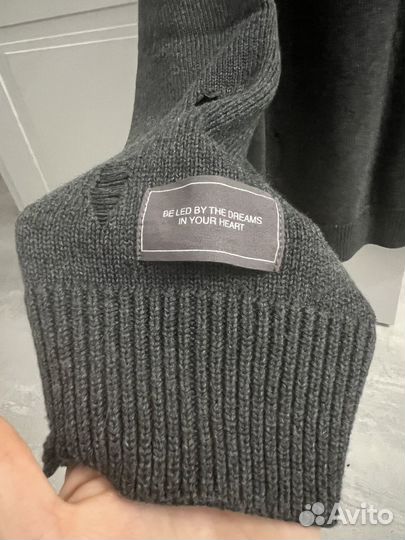 BE LED BY THE DREAMS
IN YOUR HEART
Avito